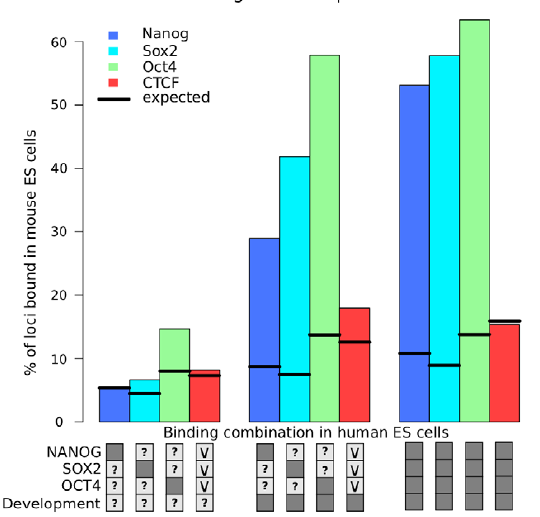 Nanog
Sox2
Oct4
CTCF
expected
% of loci bound in mouse ES cells
60
50
40
30
20
10
0
Binding combination in human ES cells
NANOG ? ? V ? ? V
SOX2 ? ? V ? ? V
OCT4 ? ? V ? ? V
Development ? ? ? ?